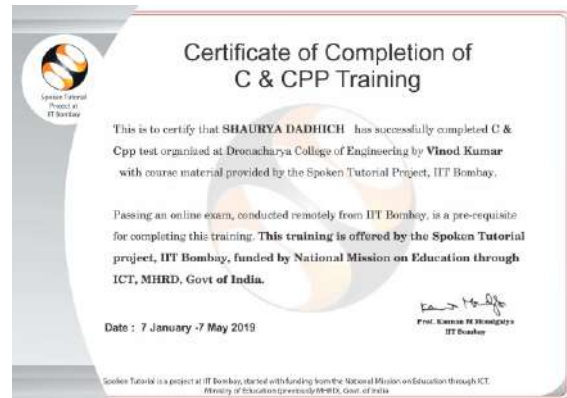 Spoken Tutorial
Project at
IIT Bombay
Certificate of Completion of
C & CPP Training
This is to certify that SHAURYA DADHICH has successfully completed C &
Cpp test organized at Dronacharya College of Engineering by Vinod Kumar
with course material provided by the Spoken Tutorial Project, IIT Bombay.
Passing an online exam, conducted remotely from IIT Bombay, is a pre-requisite
for completing this training. This training is offered by the Spoken Tutorial
project, IIT Bombay, funded by National Mission on Education through
ICT, MHRD, Govt of India.
Date : 7 January -7 May 2019
Prof. Kannan M Moudgalya
IIT Bombay
Spoken Tutorial is a project at IIT Bombay, started with funding from the National Mission on Education through ICT,
Ministry of Education (previously MHRD), Govt. of India